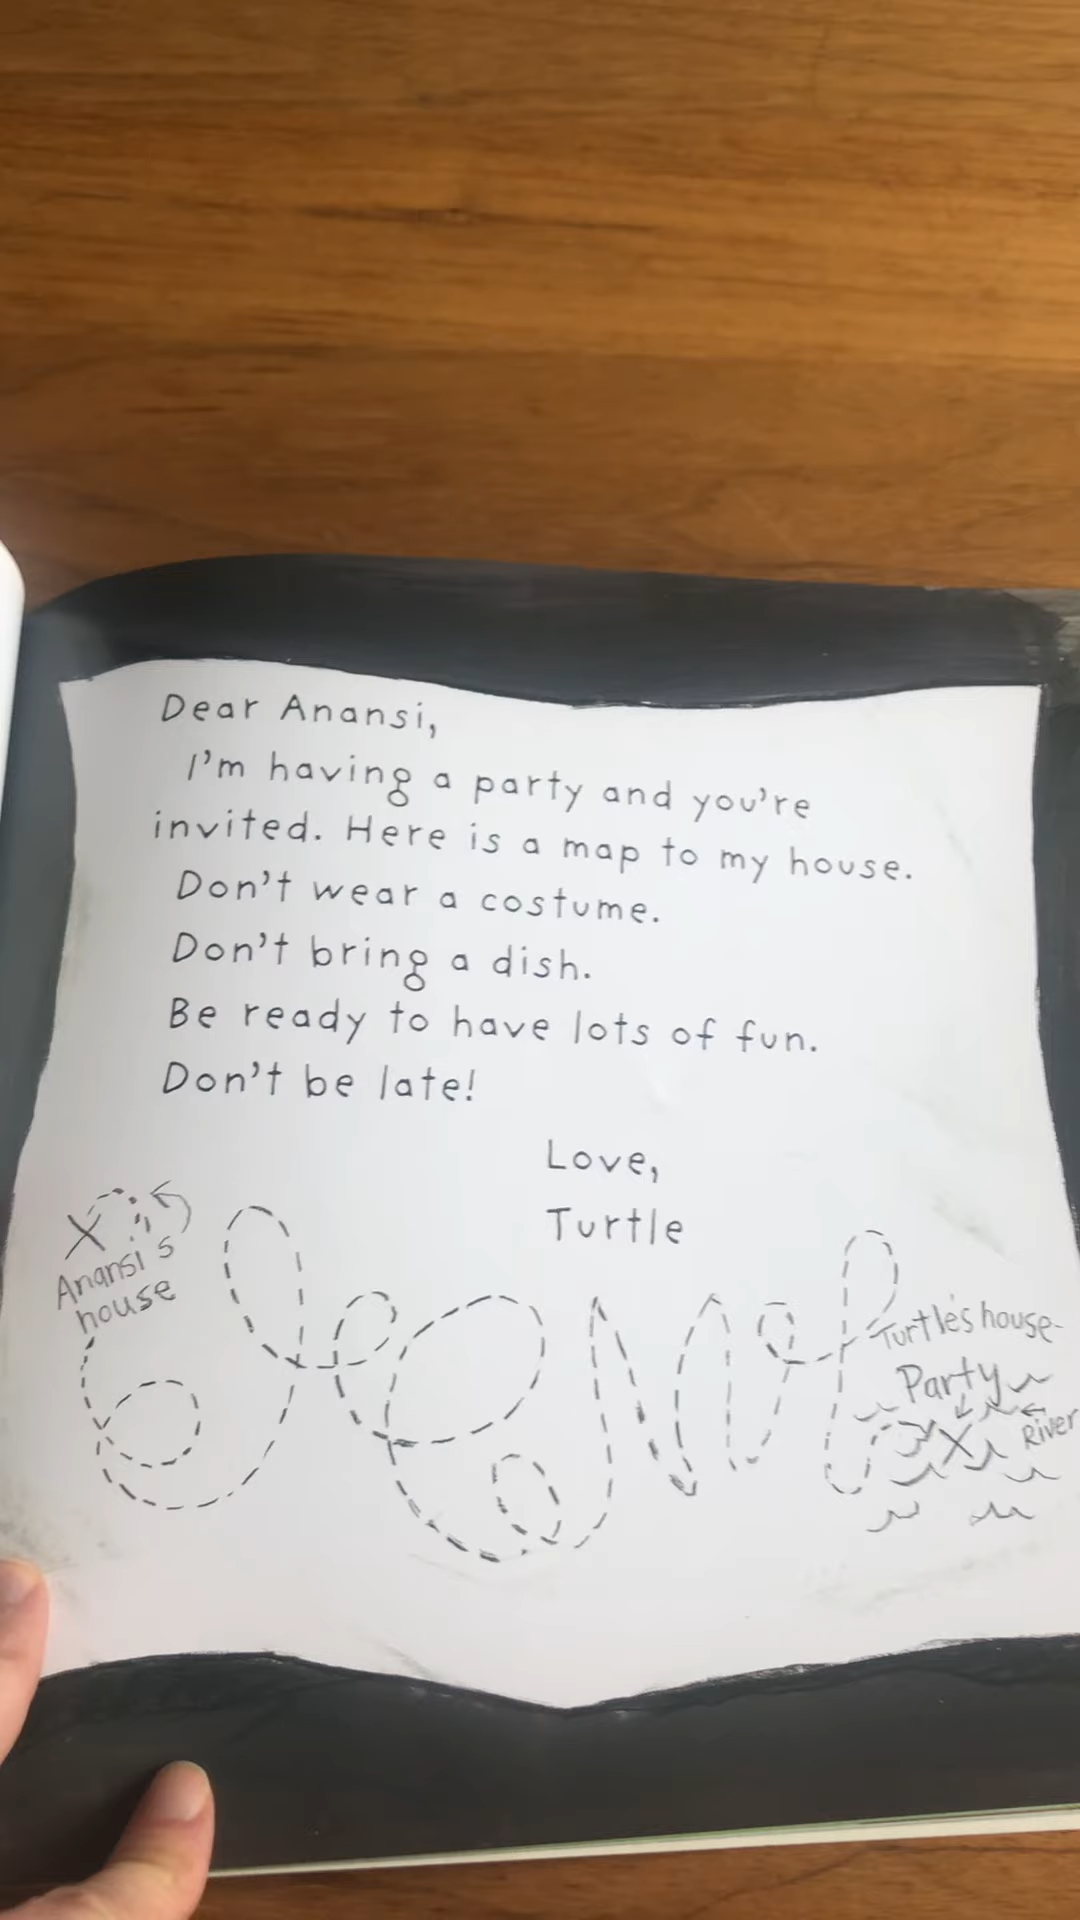 Dear Anansi,
I'm having a party and you're
invited. Here is a map to my house.
Don't wear a costume.
Don't bring a dish.
Be ready to have lots of fun.
Don't be late!
Love,
Turtle
X
Anansi's
house
Turtle's house-
Party
X
River